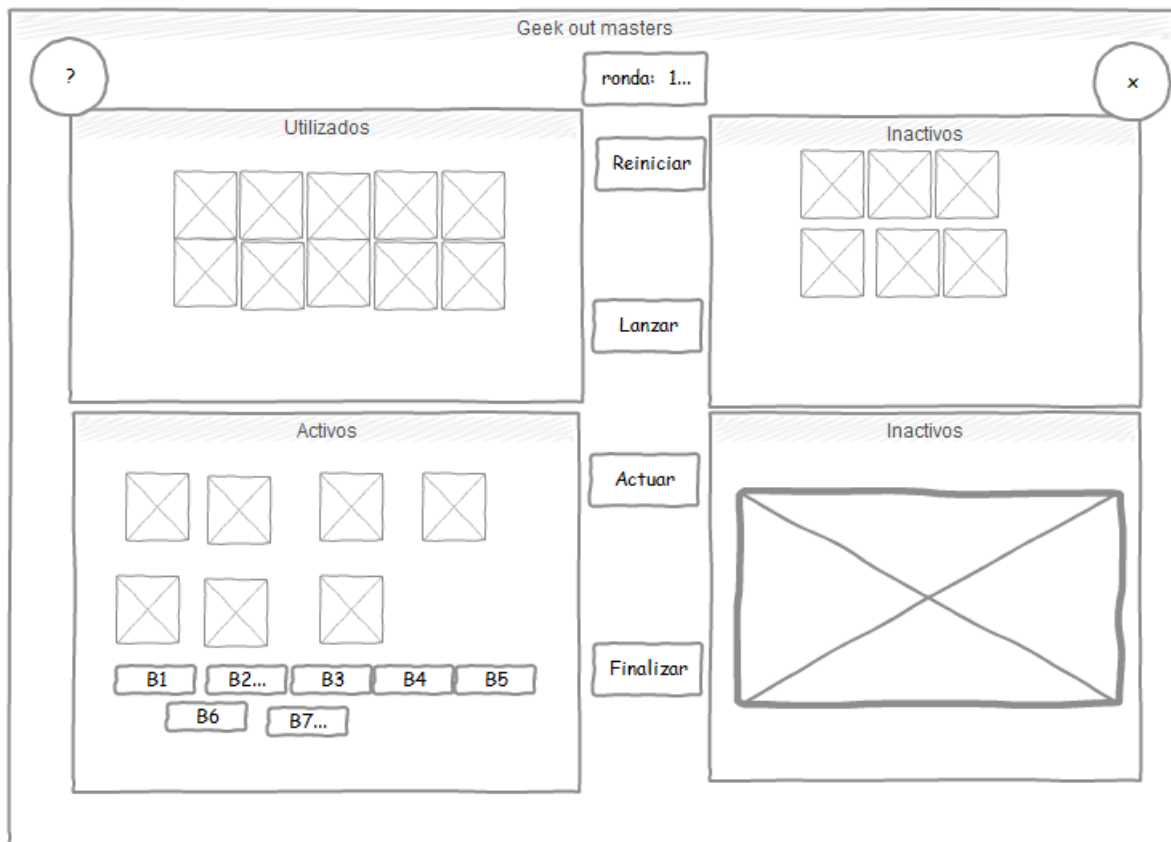 Geek out masters
?
ronda: 1...
x
Utilizados
Reiniciar
Inactivos
Lanzar
Activos
Actuar
Inactivos
Finalizar
B1
B2...
B3
B4
B5
B6
B7...